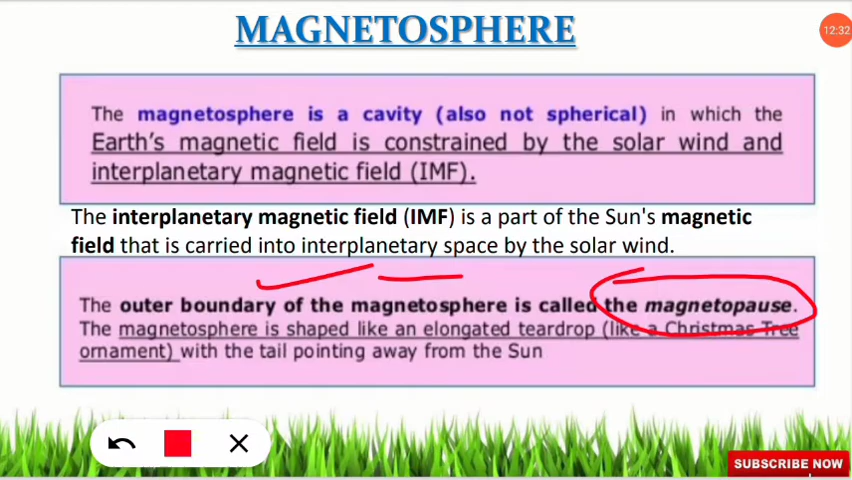 MAGNETOSPHERE
12:32
The magnetosphere is a cavity (also not spherical) in which the
Earth's magnetic field is constrained by the solar wind and
interplanetary magnetic field (IMF).
The interplanetary magnetic field (IMF) is a part of the Sun's magnetic
field that is carried into interplanetary space by the solar wind.
The outer boundary of the magnetosphere is called the magnetopause.
The magnetosphere is shaped like an elongated teardrop (like a Christmas Tree
ornament) with the tail pointing away from the Sun
SUBSCRIBE NOW